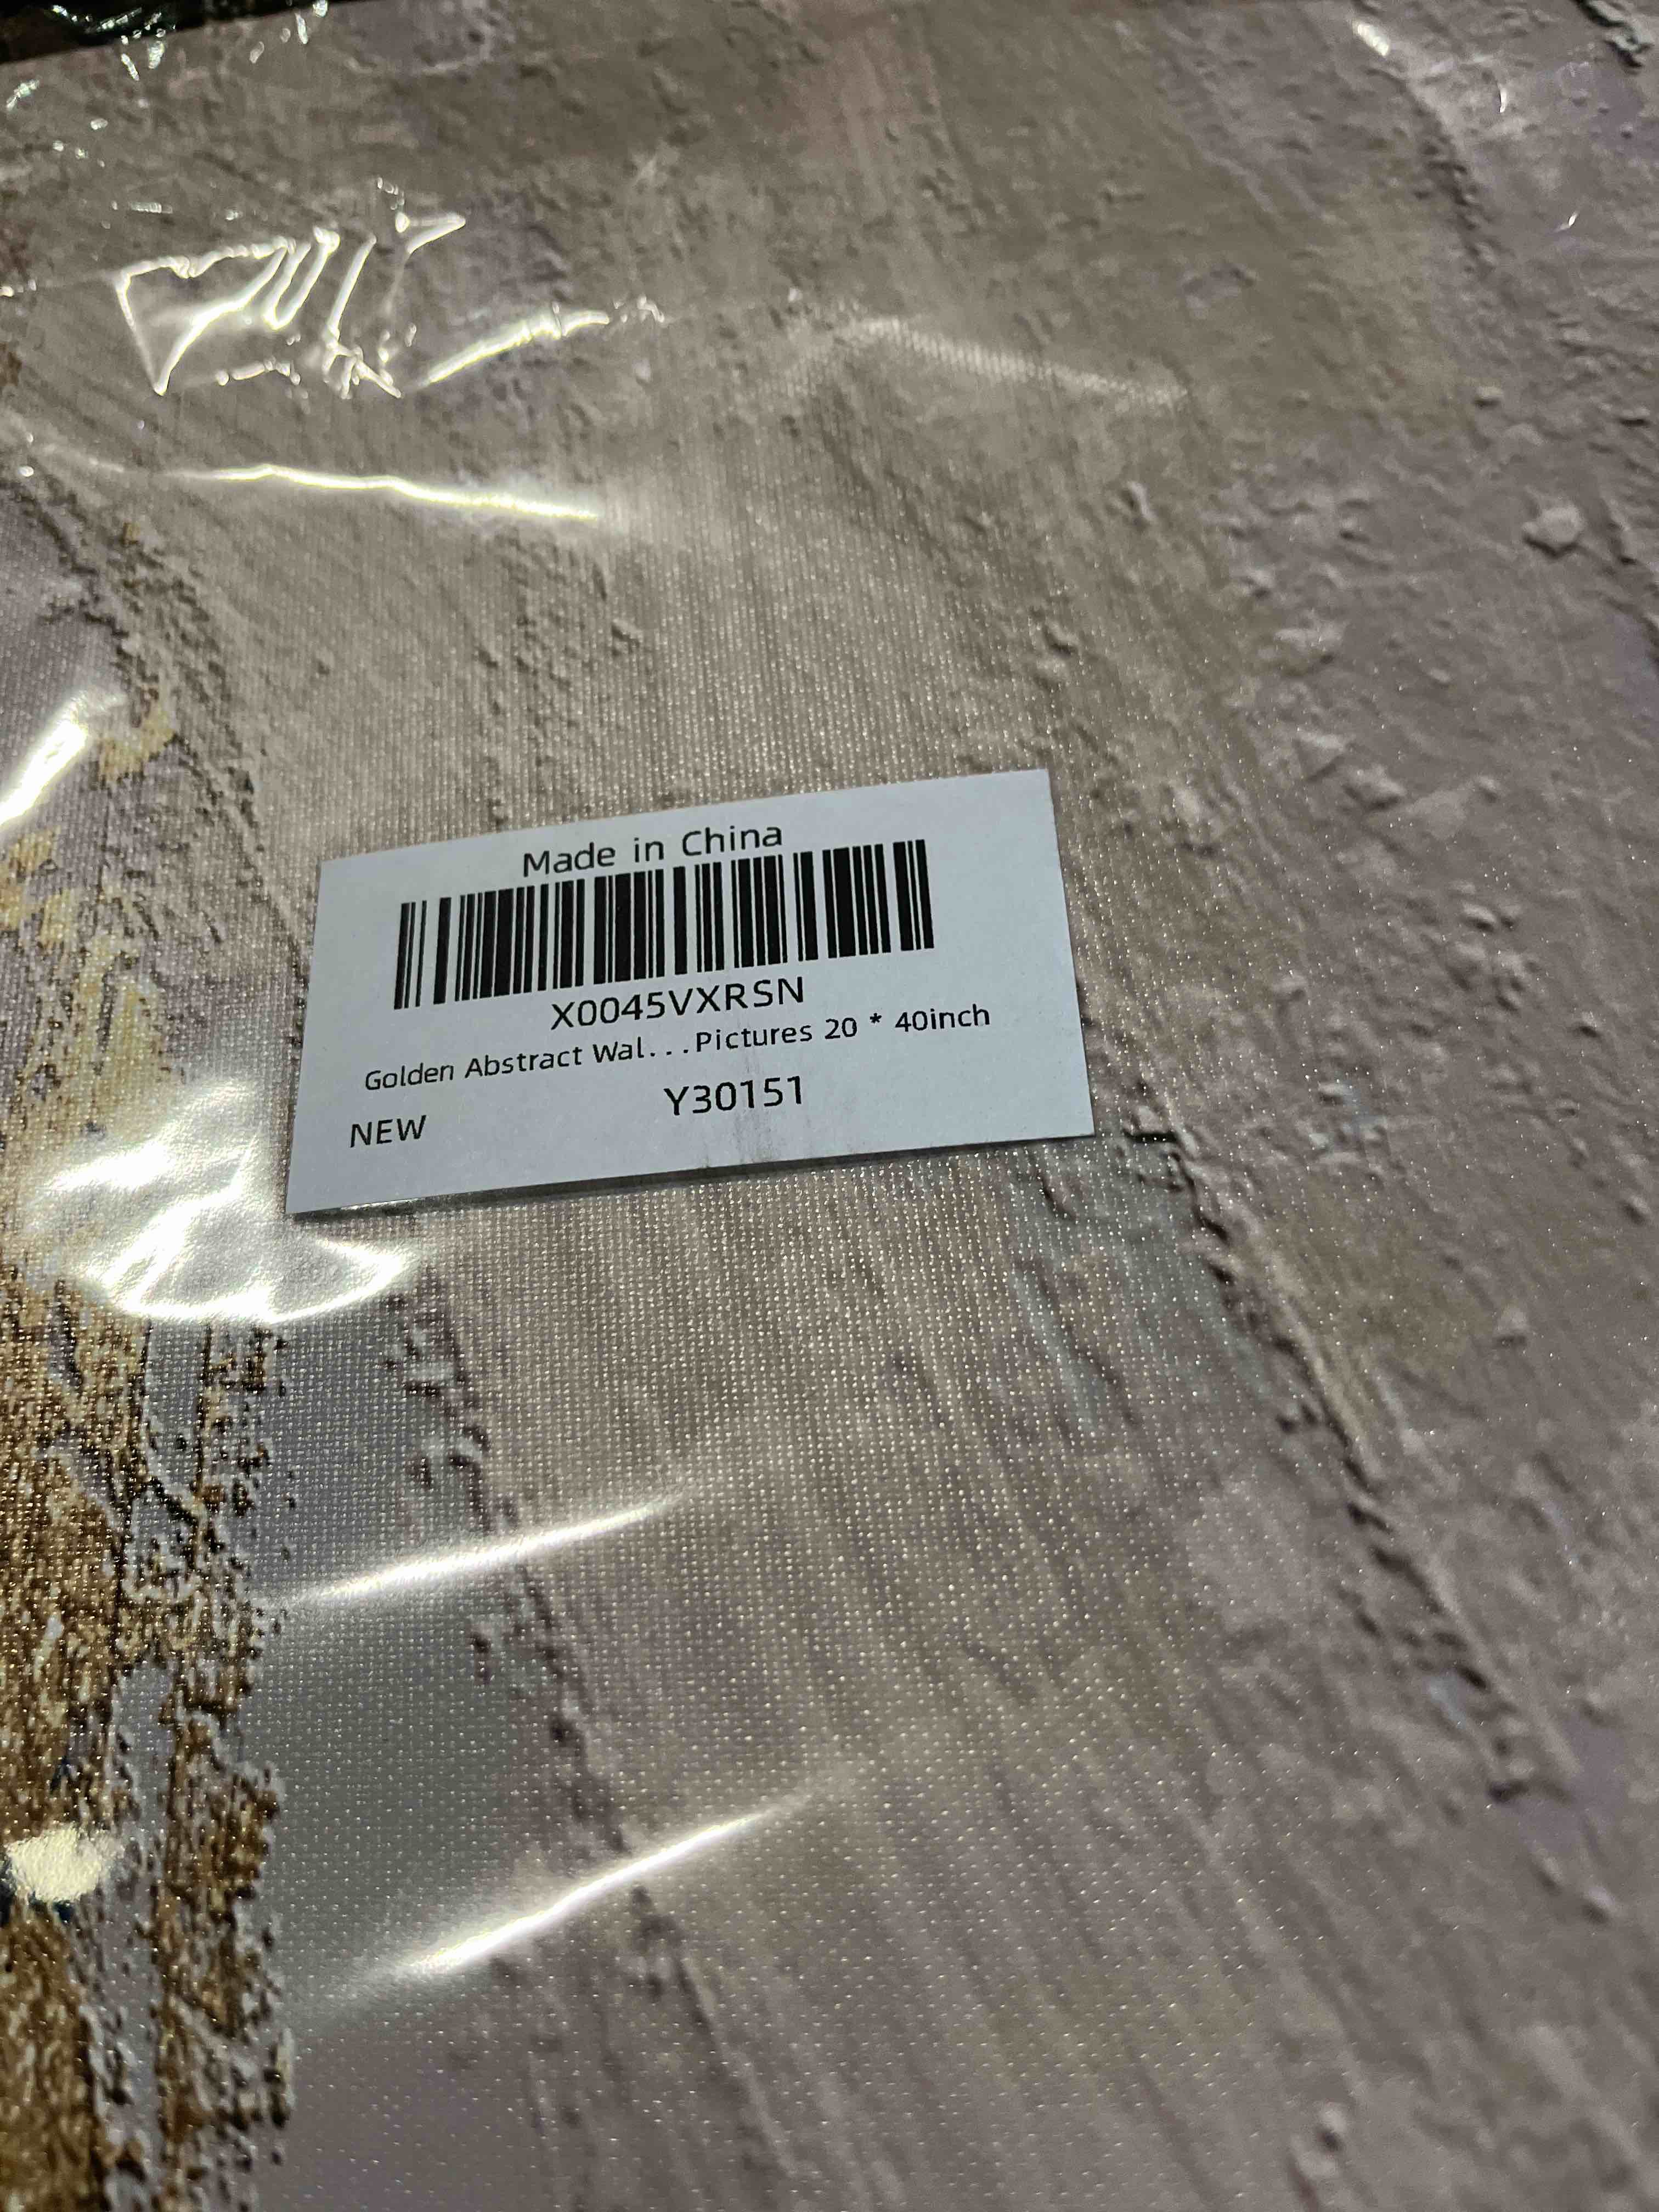 Made in China
X0045VXRSN
Golden Abstract Wal...Pictures 20 * 40inch
Y30151
NEW